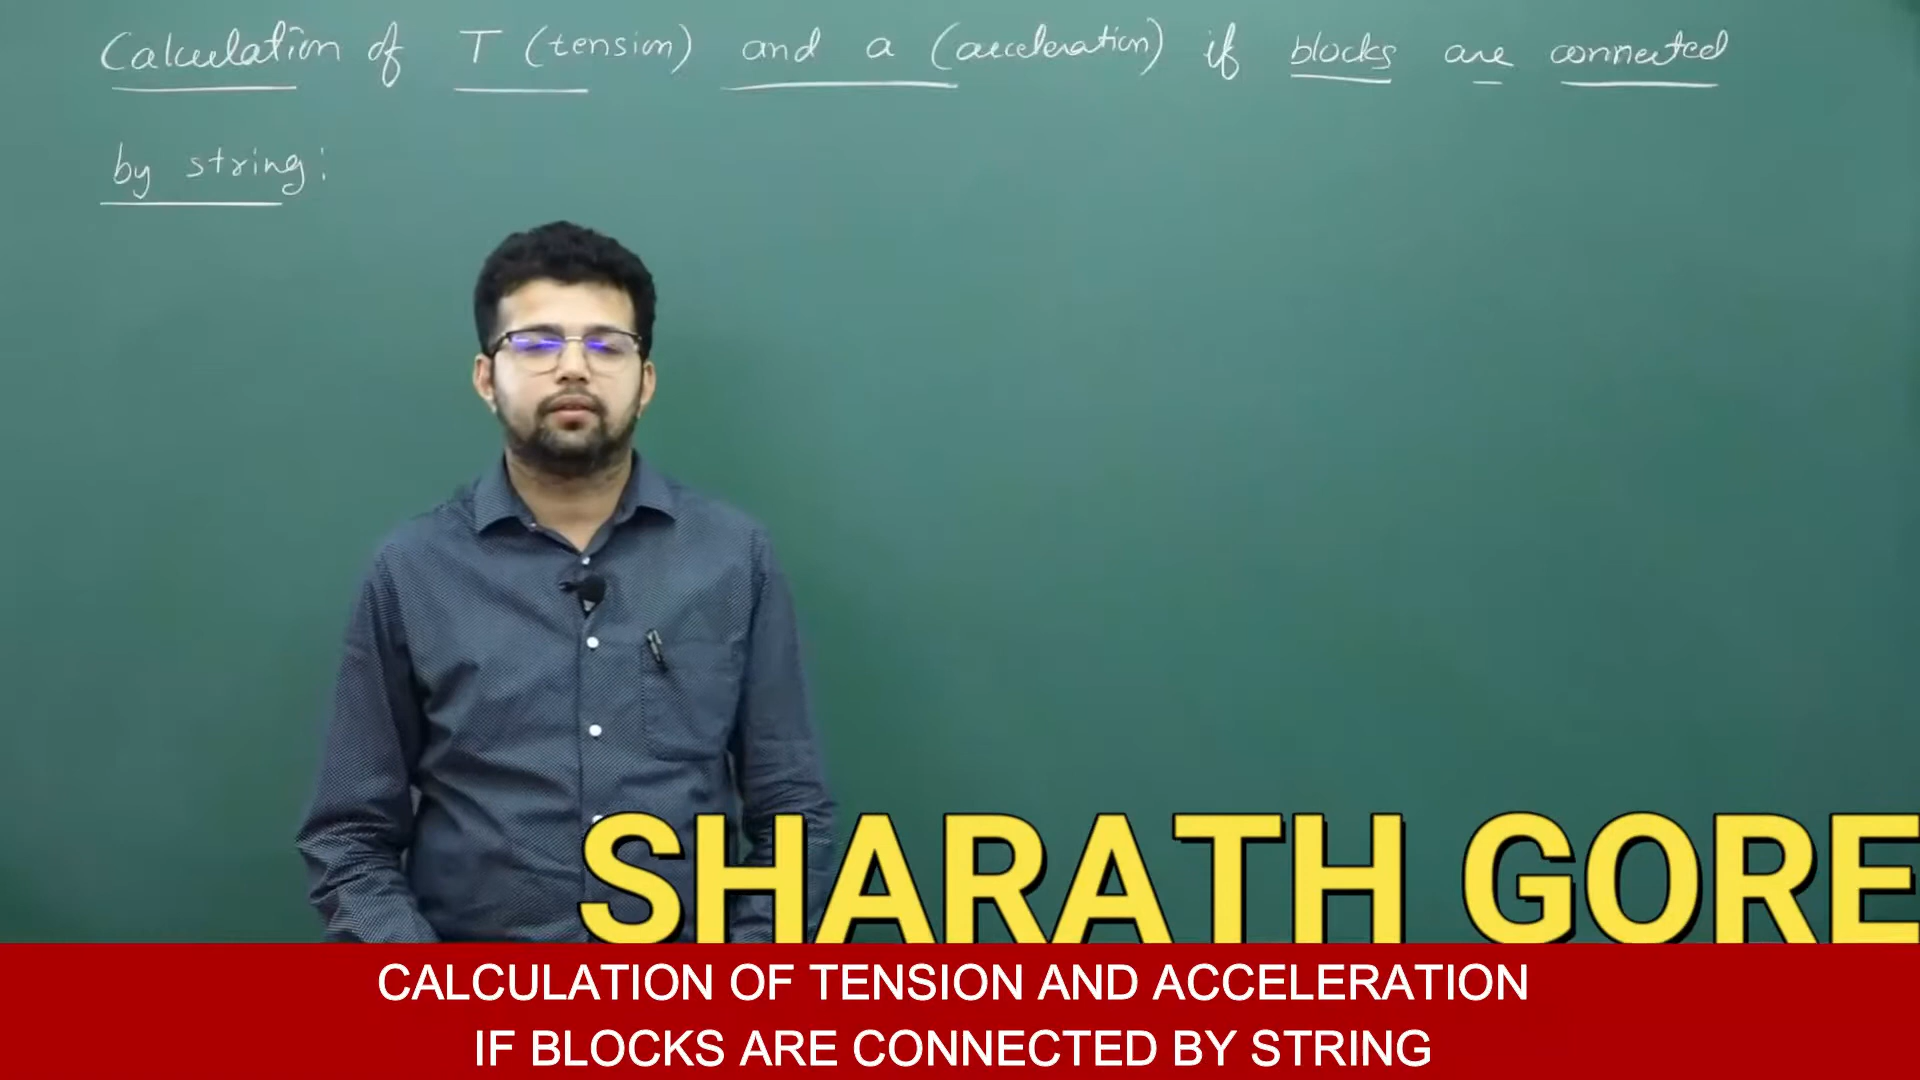 Calculation of T (tension) and a (acceleration) if blocks are connected
by string:
SHARATH GORE
CALCULATION OF TENSION AND ACCELERATION
IF BLOCKS ARE CONNECTED BY STRING